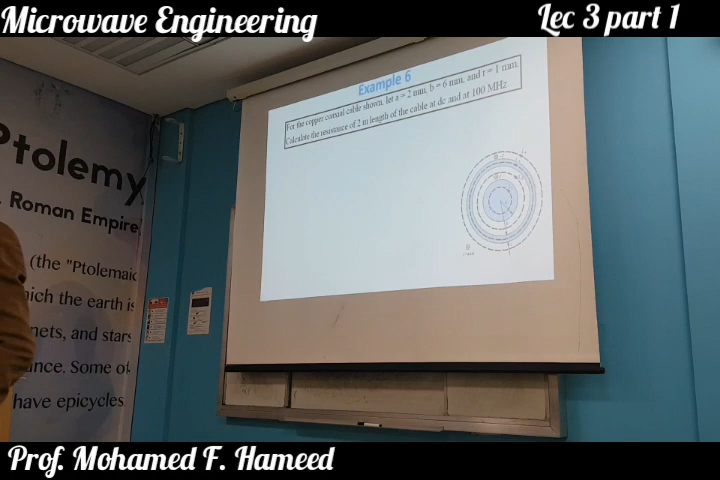 Microwave Engineering
Lec 3 part 1
Example 6
For the copper coaxial cable shown, let a = 2 mm, b = 6 mm, and t = 1 mm.
Calculate the resistance of 2 m length of the cable at dc and at 100 MHz.
Ptolemy
Roman Empire
(the "Ptolemaic
which the earth is
nets, and stars
ance. Some of
have epicycles
Prof. Mohamed F. Hameed